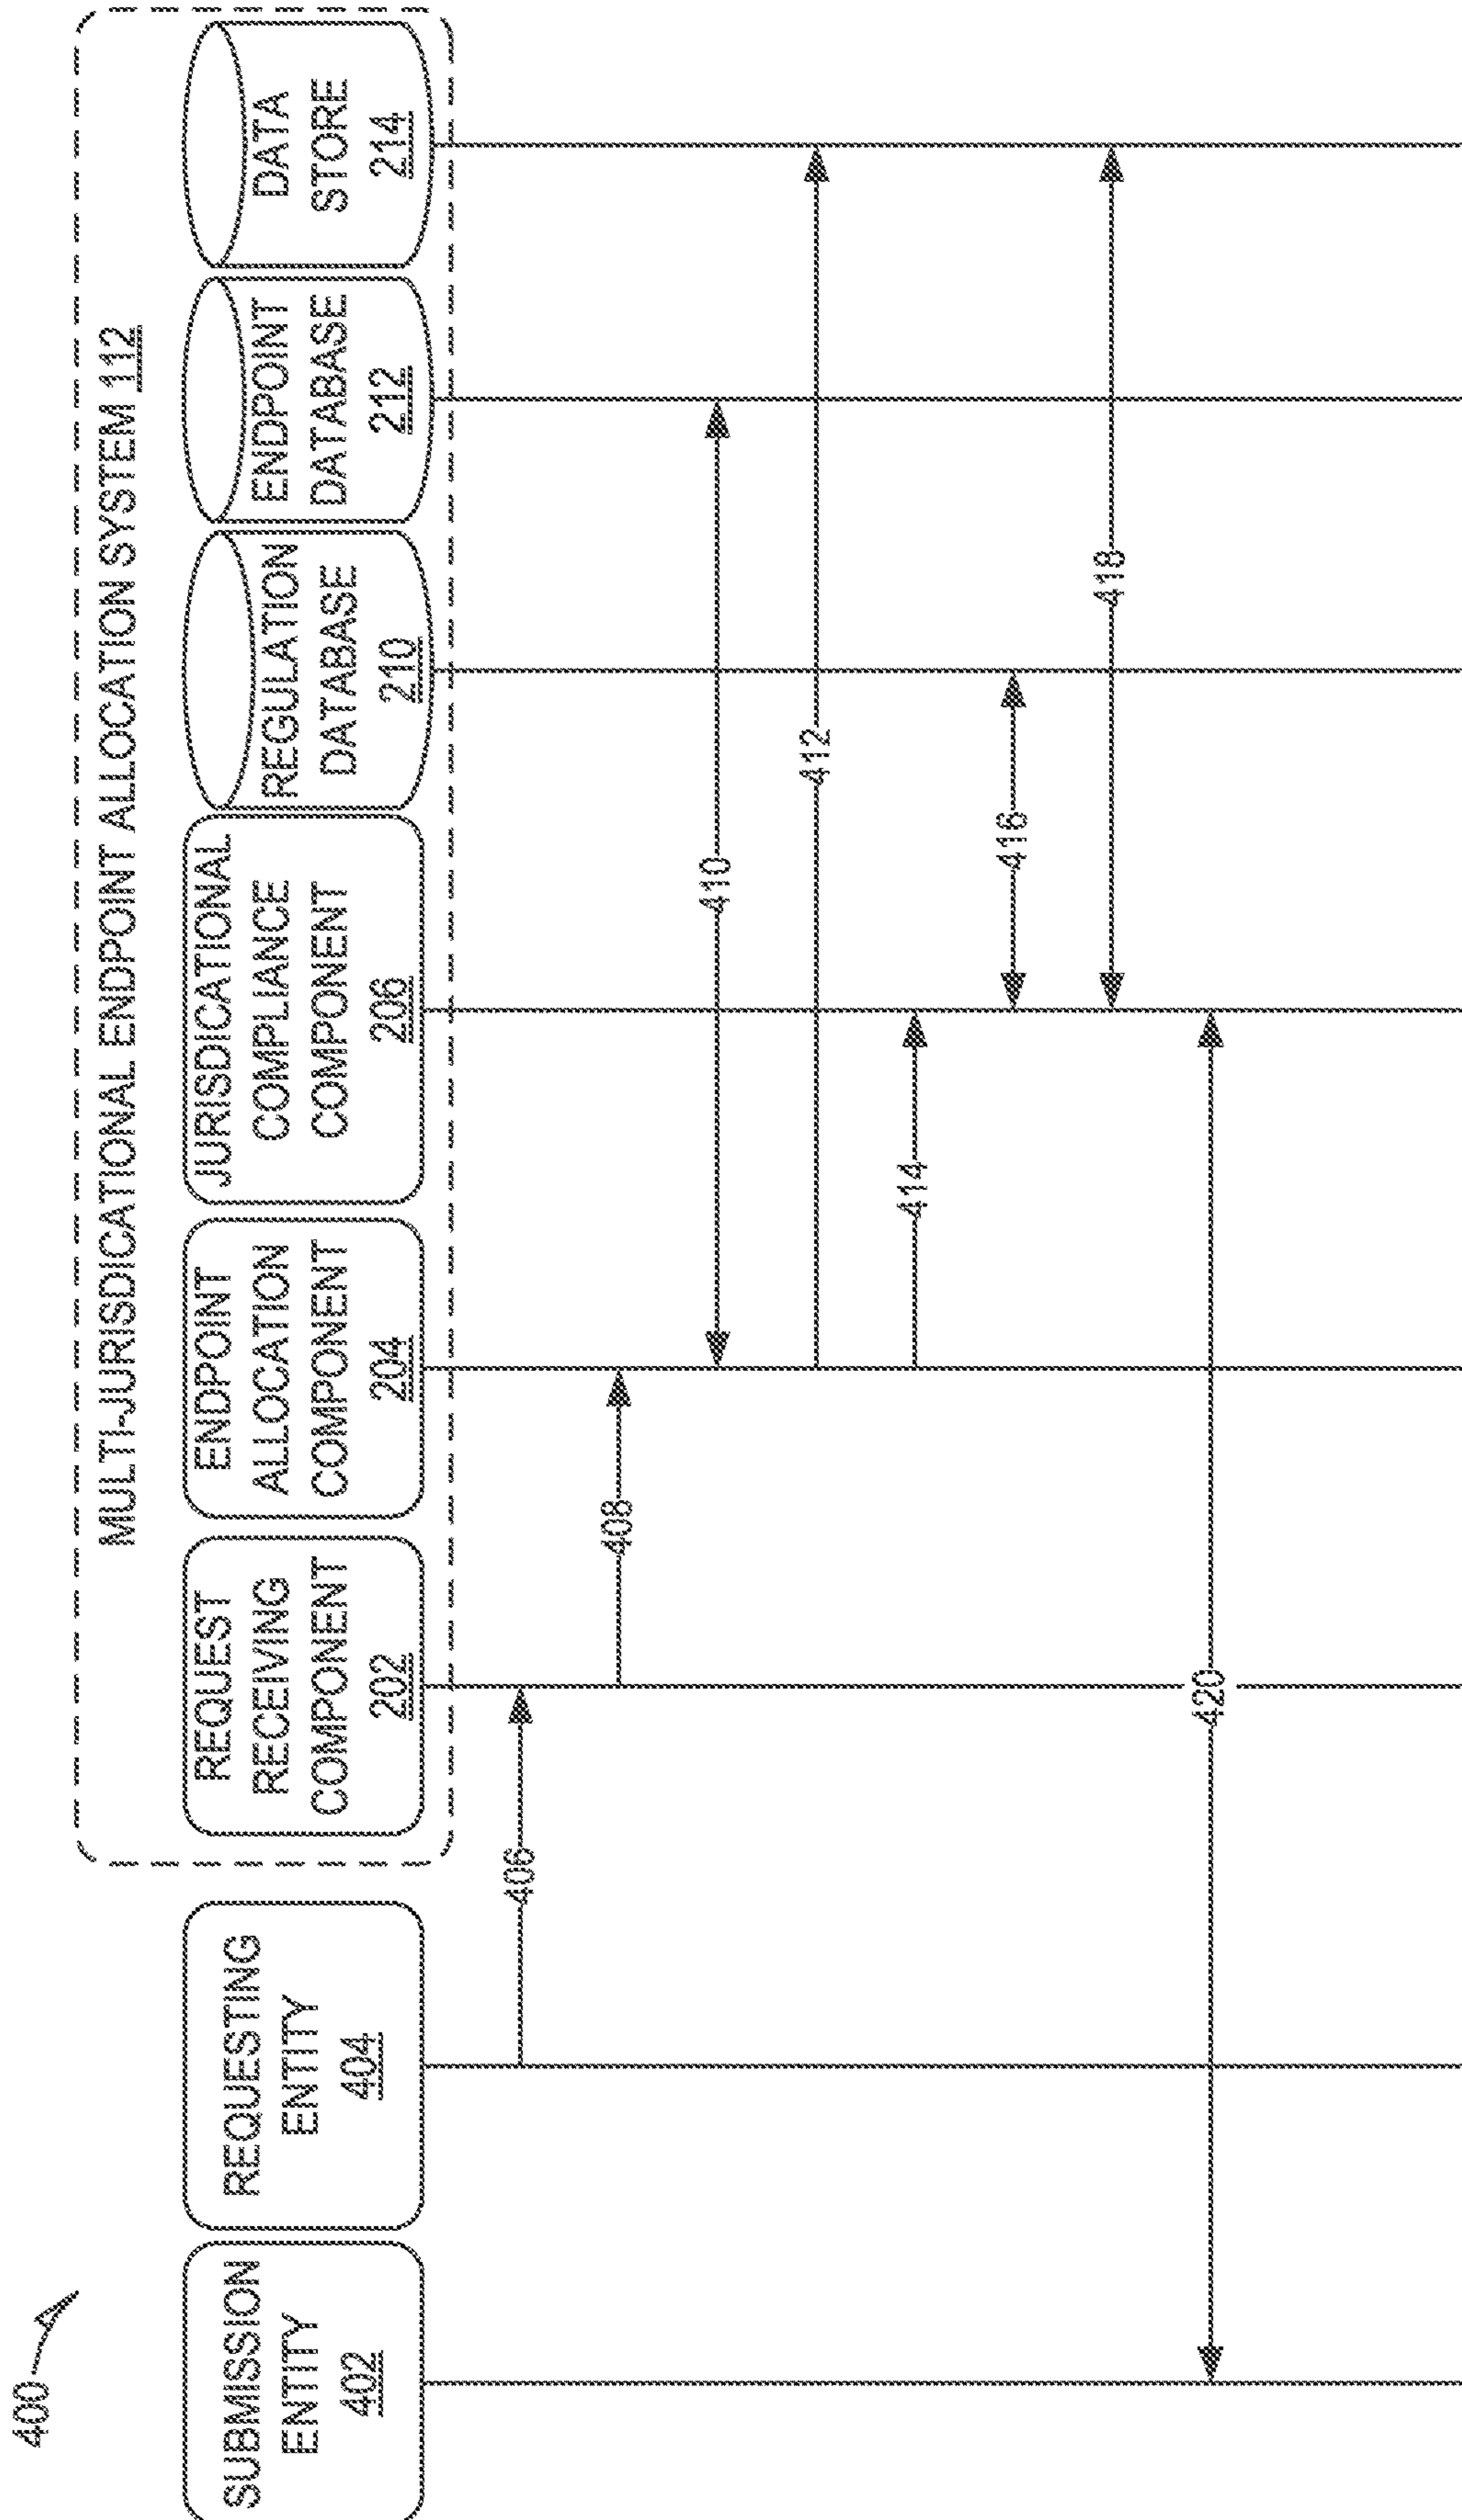 400
MULTI-JURISDICATIONAL ENDPOINT ALLOCATION SYSTEM 112
SUBMISSION
ENTITY
402
REQUESTING
ENTITY
404
REQUEST
RECEIVING
COMPONENT
202
ENDPOINT
ALLOCATION
COMPONENT
204
JURISDICATIONAL
COMPLIANCE
COMPONENT
206
REGULATION
DATABASE
210
ENDPOINT
DATABASE
212
DATA
STORE
214
406
408
410
412
414
416
418
420